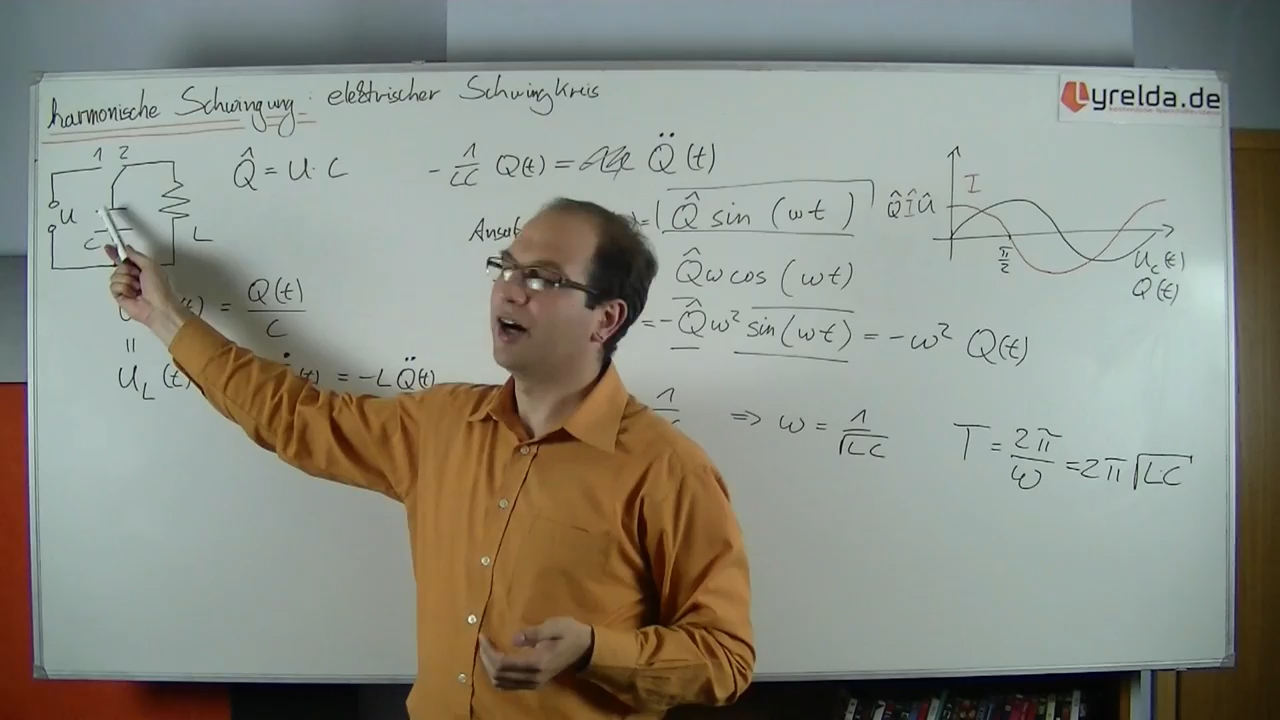 harmonische Schwingung: elektrischer Schwingkreis
lyrelda.de
1 2
U
C
L
Q̂ = U · C
(t) = Q(t)/C
=
U_L(t)
(t) = -L Q̈(t)
- 1/LC Q(t) = Q̈(t)
= Q̂ sin (ωt)
Q̂ω cos (ωt)
= - Q̂ω² sin(ωt) = -ω² Q(t)
⇒ ω = 1/√LC
T = 2π/ω = 2π√LC
Q̂ Î Û
I
π/2
U_C(t)
Q(t)